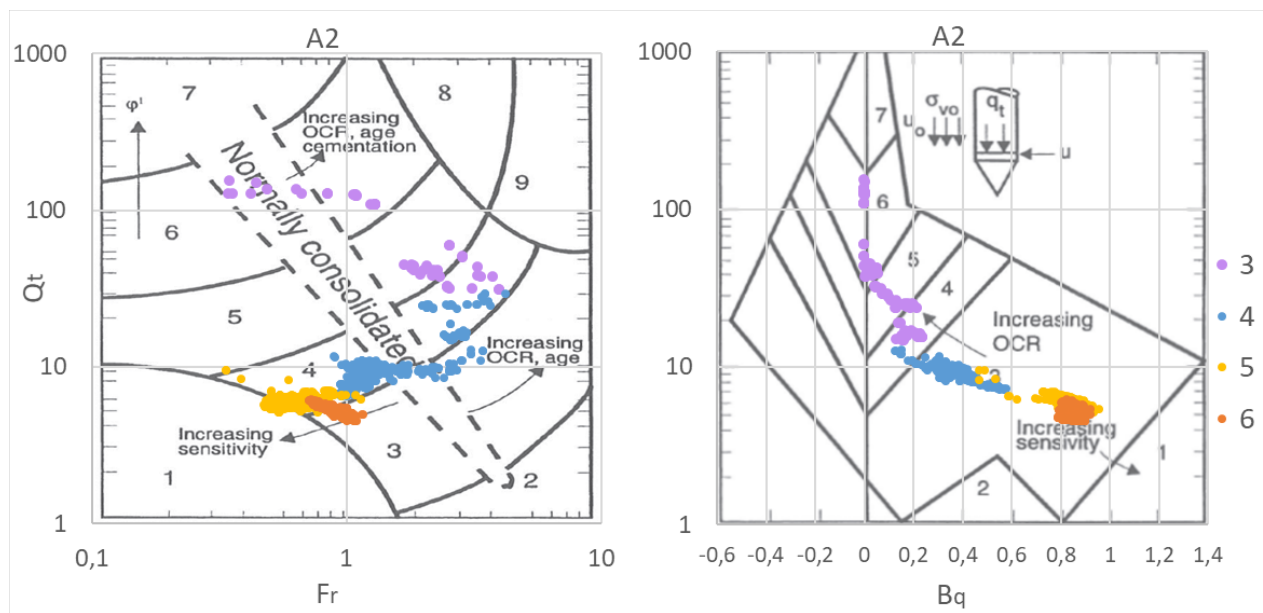 A2
1000
100
10
1
Qt
0,1
1
10
Fr
φ'
7
8
Increasing
OCR, age
cementation
9
6
Normally consolidated
5
4
Increasing
OCR, age
Increasing
sensitivity
3
1
2
A2
1000
100
10
1
-0,6
-0,4
-0,2
0
0,2
0,4
0,6
0,8
1
1,2
1,4
Bq
7
σvo
qt
uo
u
6
5
4
Increasing
OCR
3
Increasing
sensivity
1
2
3
4
5
6